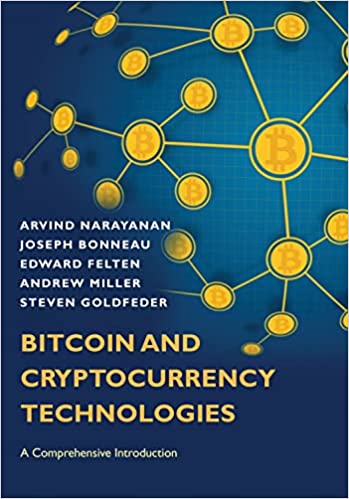 ARVIND NARAYANAN
JOSEPH BONNEAU
EDWARD FELTEN
ANDREW MILLER
STEVEN GOLDFEDER
BITCOIN AND
CRYPTOCURRENCY
TECHNOLOGIES
A Comprehensive Introduction